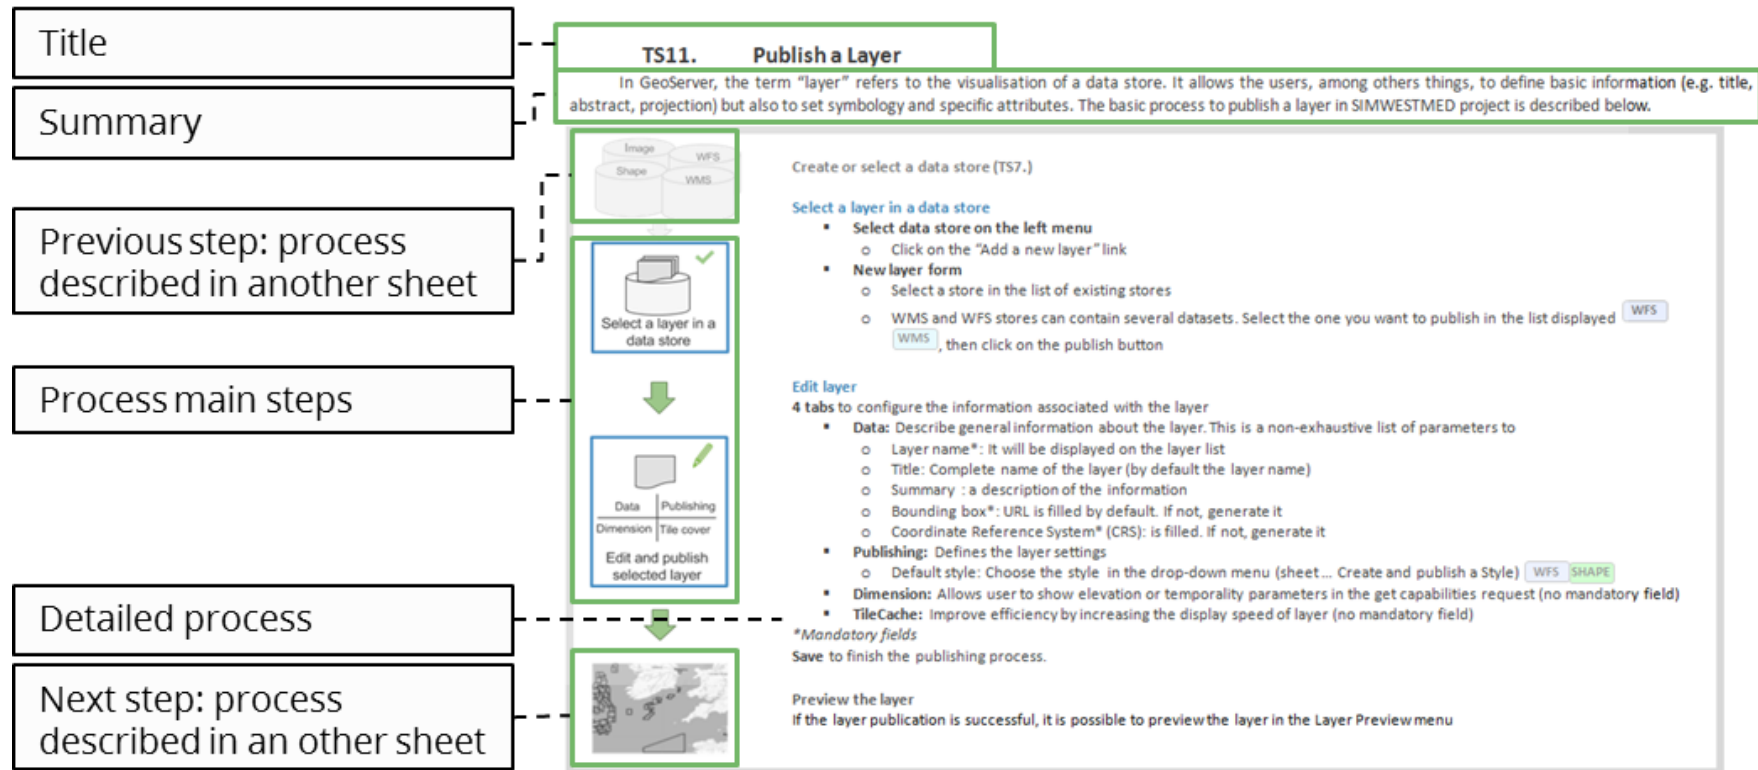 Title
Summary
Previous step: process
described in another sheet
Process main steps
Detailed process
Next step: process
described in an other sheet
TS11. Publish a Layer
In GeoServer, the term “layer” refers to the visualisation of a data store. It allows the users, among others things, to define basic information (e.g. title,
abstract, projection) but also to set symbology and specific attributes. The basic process to publish a layer in SIMWESTMED project is described below.
Image
WFS
Shape
WMS
Select a layer in a
data store
Data Publishing
Dimension Tile cover
Edit and publish
selected layer
Create or select a data store (TS7.)
Select a layer in a data store
▪ Select data store on the left menu
o Click on the “Add a new layer” link
▪ New layer form
o Select a store in the list of existing stores
o WMS and WFS stores can contain several datasets. Select the one you want to publish in the list displayed WFS
WMS , then click on the publish button
Edit layer
4 tabs to configure the information associated with the layer
▪ Data: Describe general information about the layer. This is a non-exhaustive list of parameters to
o Layer name*: It will be displayed on the layer list
o Title: Complete name of the layer (by default the layer name)
o Summary : a description of the information
o Bounding box*: URL is filled by default. If not, generate it
o Coordinate Reference System* (CRS): is filled. If not, generate it
▪ Publishing: Defines the layer settings
o Default style: Choose the style in the drop-down menu (sheet ... Create and publish a Style) WFS SHAPE
▪ Dimension: Allows user to show elevation or temporality parameters in the get capabilities request (no mandatory field)
▪ TileCache: Improve efficiency by increasing the display speed of layer (no mandatory field)
*Mandatory fields
Save to finish the publishing process.
Preview the layer
If the layer publication is successful, it is possible to preview the layer in the Layer Preview menu